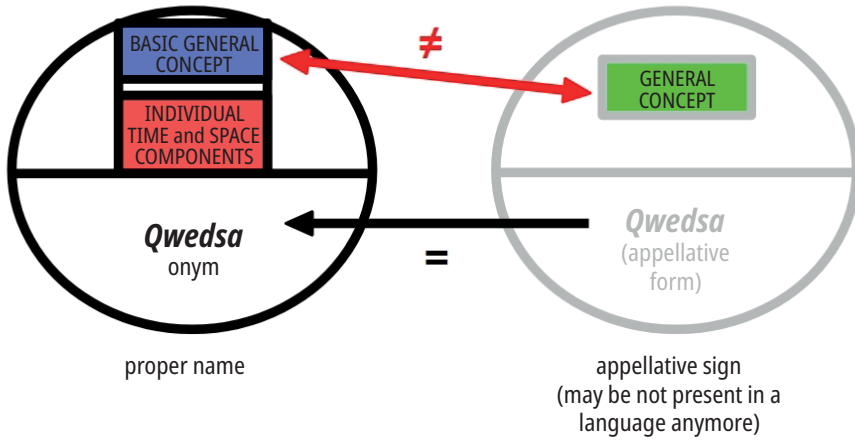 BASIC GENERAL
CONCEPT
INDIVIDUAL
TIME and SPACE
COMPONENTS
≠
GENERAL
CONCEPT
Qwedsa
onym
=
Qwedsa
(appellative
form)
proper name
appellative sign
(may be not present in a
language anymore)